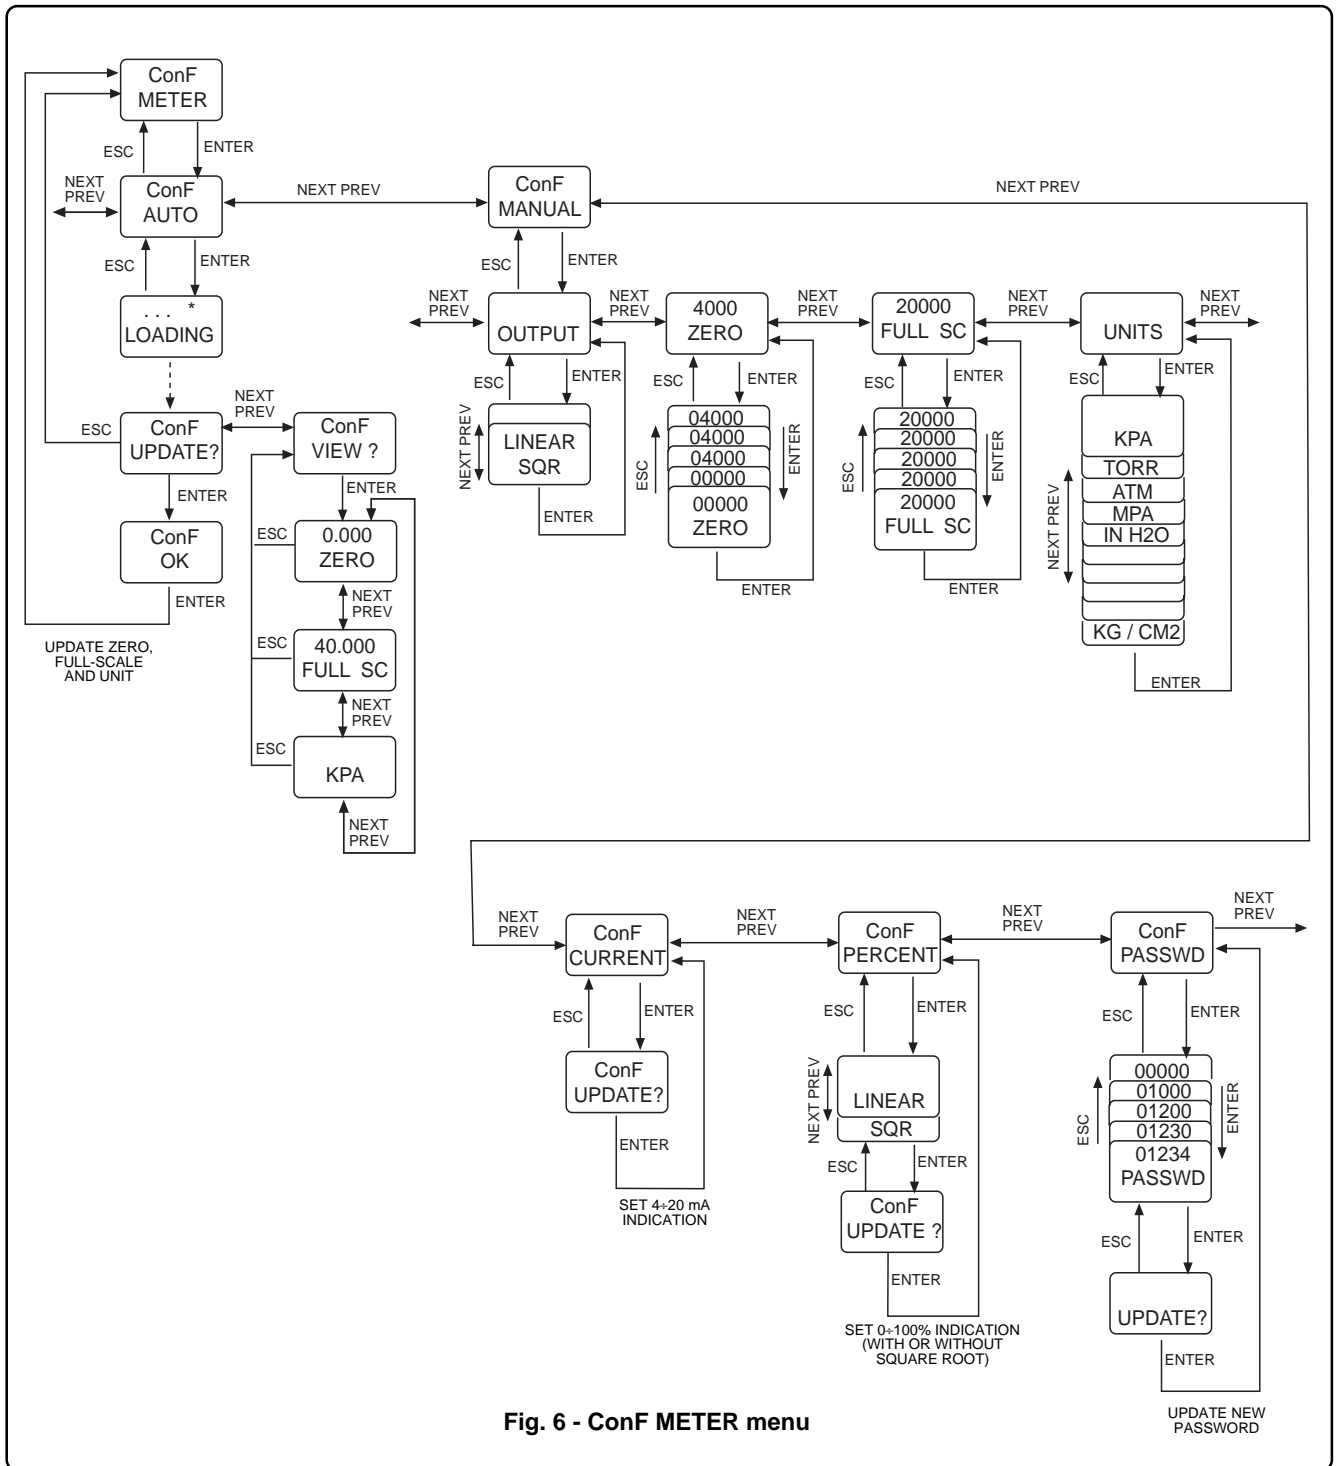 ConF
METER
ESC
ENTER
NEXT
PREV
ConF
AUTO
NEXT PREV
ConF
MANUAL
NEXT PREV
ESC
ENTER
. . . *
LOADING
ESC
ConF
UPDATE?
NEXT
PREV
ConF
VIEW ?
ENTER
ConF
OK
ENTER
UPDATE ZERO,
FULL-SCALE
AND UNIT
ENTER
ESC
0.000
ZERO
NEXT
PREV
ESC
40.000
FULL SC
NEXT
PREV
ESC
KPA
NEXT
PREV
ESC
ENTER
NEXT
PREV
OUTPUT
NEXT
PREV
4000
ZERO
NEXT
PREV
20000
FULL SC
NEXT
PREV
UNITS
NEXT
PREV
ESC
ENTER
NEXT PREV
LINEAR
SQR
ENTER
ESC
ENTER
04000
04000
04000
00000
00000
ZERO
ESC
ENTER
ENTER
ESC
ENTER
20000
20000
20000
20000
20000
FULL SC
ESC
ENTER
ENTER
ESC
ENTER
KPA
TORR
ATM
MPA
IN H2O
KG / CM2
NEXT PREV
ENTER
NEXT
PREV
ConF
CURRENT
NEXT
PREV
ConF
PERCENT
NEXT
PREV
ConF
PASSWD
NEXT
PREV
ESC
ENTER
ConF
UPDATE?
ENTER
SET 4÷20 mA
INDICATION
ESC
ENTER
NEXT PREV
LINEAR
SQR
ESC
ENTER
ConF
UPDATE ?
ENTER
SET 0÷100% INDICATION
(WITH OR WITHOUT
SQUARE ROOT)
ESC
ENTER
00000
01000
01200
01230
01234
PASSWD
ESC
ENTER
ESC
ENTER
UPDATE?
ENTER
UPDATE NEW
PASSWORD
Fig. 6 - ConF METER menu